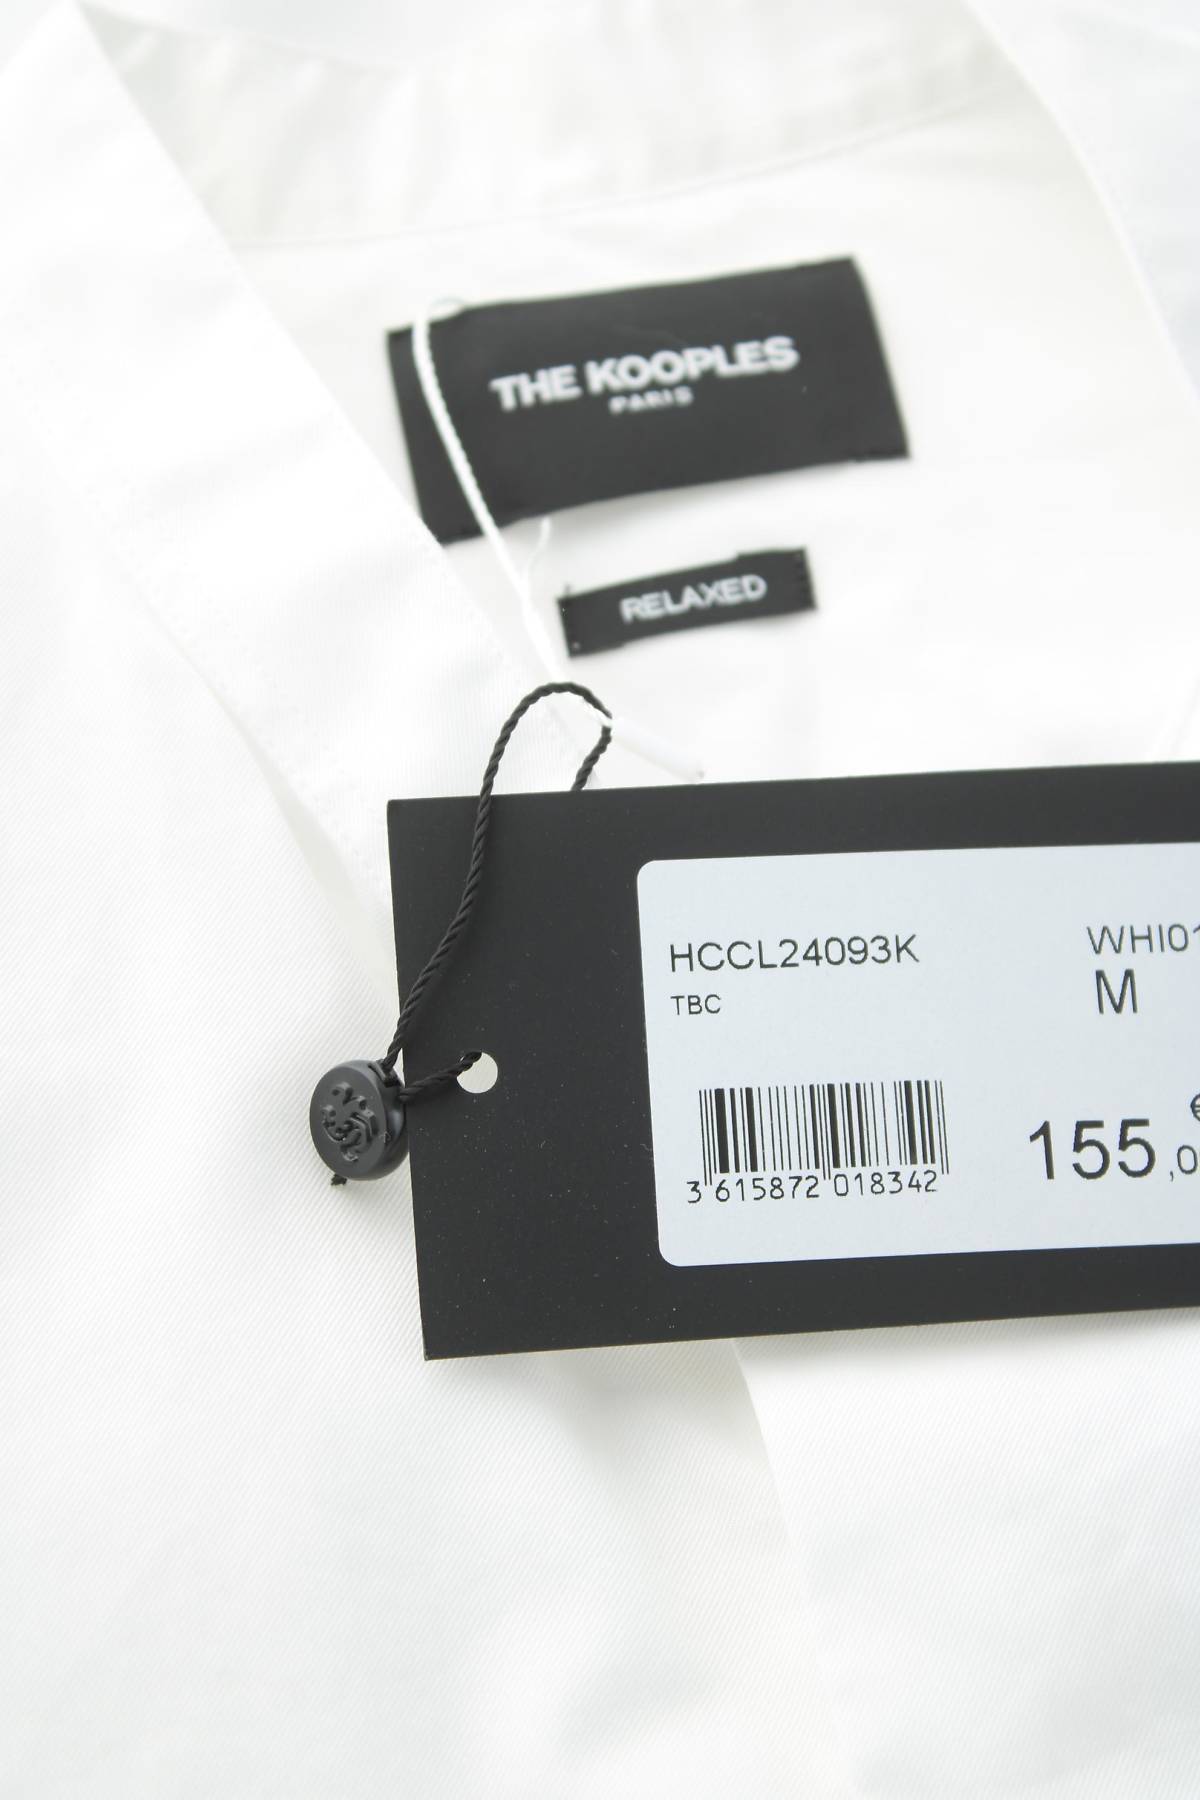 THE KOOPLES
PARIS
RELAXED
HCCL24093K WHI01
TBC M
155,0 €
3 615872 018342